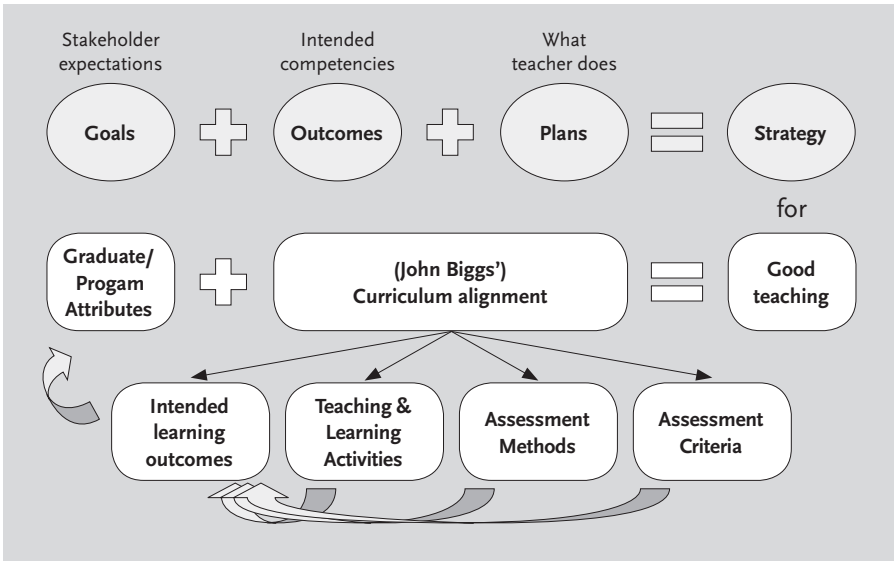 Stakeholder
expectations
Intended
competencies
What
teacher does
Goals
Outcomes
Plans
Strategy
for
Graduate/
Progam
Attributes
(John Biggs’)
Curriculum alignment
Good
teaching
Intended
learning
outcomes
Teaching &
Learning
Activities
Assessment
Methods
Assessment
Criteria